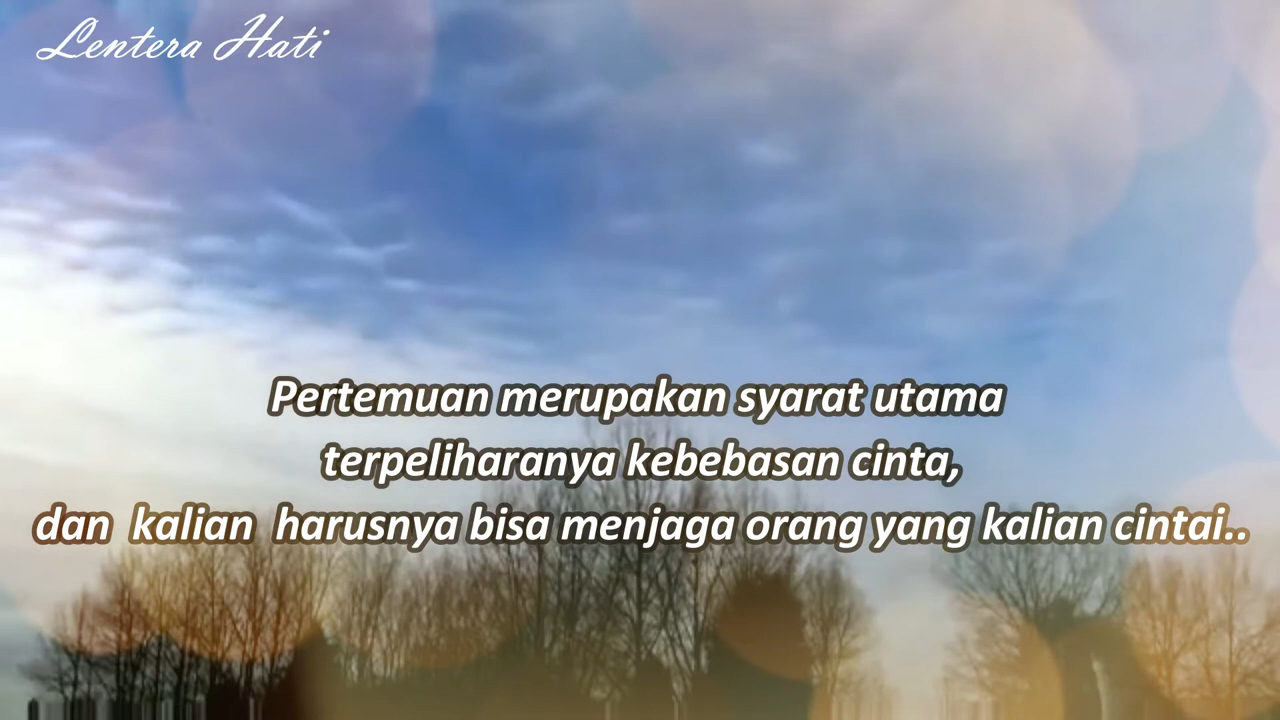 Lentera Hati
Pertemuan merupakan syarat utama
terpeliharanya kebebasan cinta,
dan kalian harusnya bisa menjaga orang yang kalian cintai..